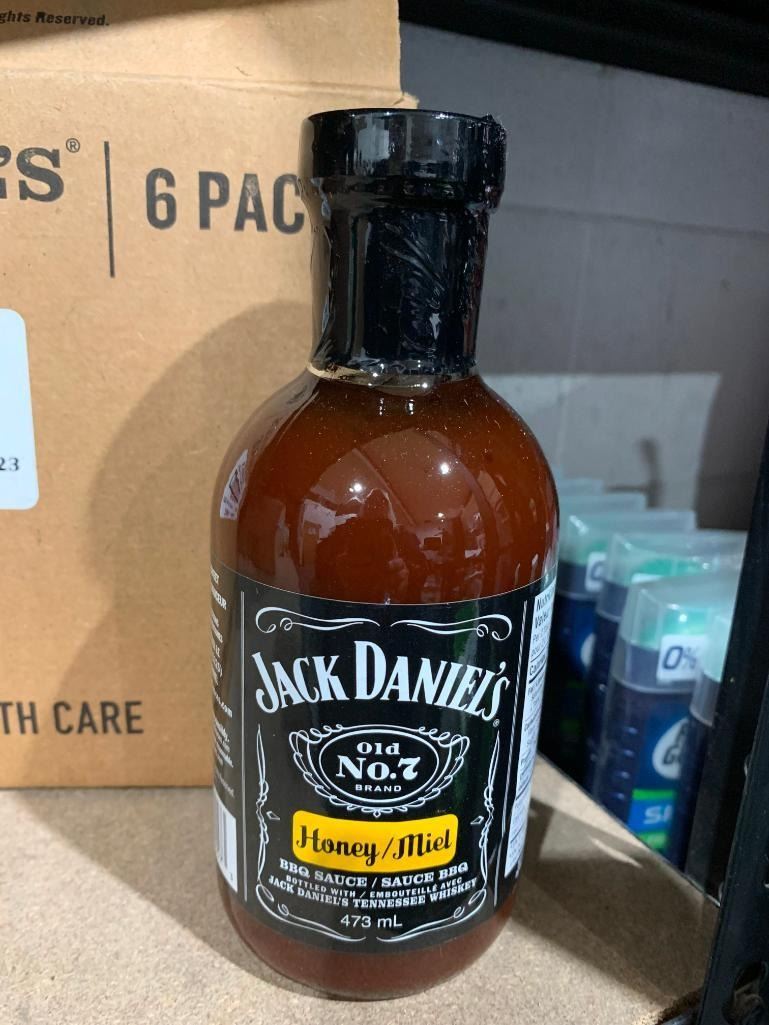 ghts Reserved.
'S® | 6 PAC
23
TH CARE
JACK DANIEL'S®
Old
No.7
BRAND
Honey/Miel
BBQ SAUCE / SAUCE BBQ
BOTTLED WITH / EMBOUTEILLÉ AVEC
JACK DANIEL'S TENNESSEE WHISKEY
473 mL
0%